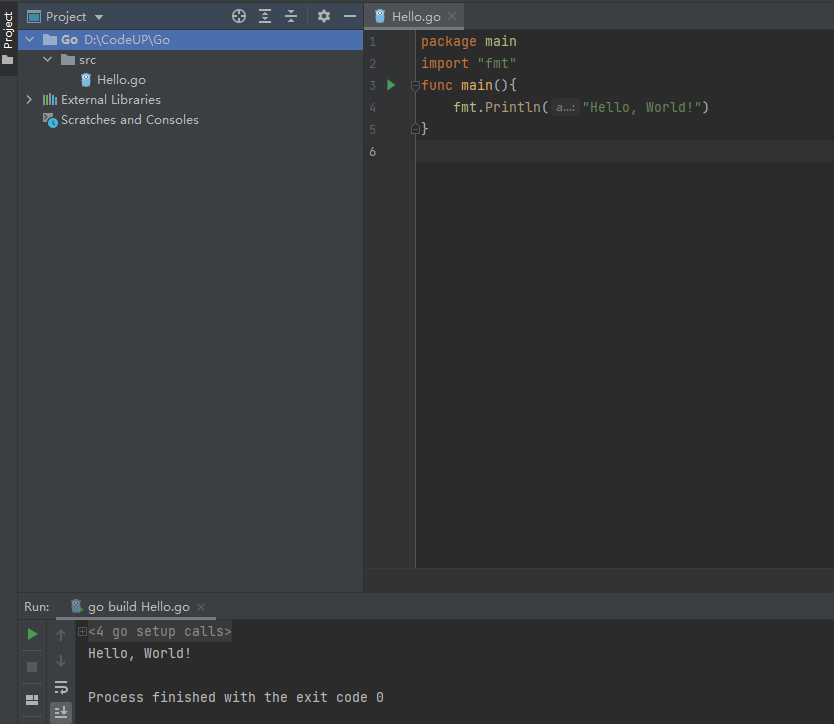 Project
Project
Go D:\CodeUP\Go
src
Hello.go
External Libraries
Scratches and Consoles
Hello.go
1 package main
2 import "fmt"
3 func main(){
4 fmt.Println( a...: "Hello, World!")
5 }
6
Run: go build Hello.go
<4 go setup calls>
Hello, World!
Process finished with the exit code 0